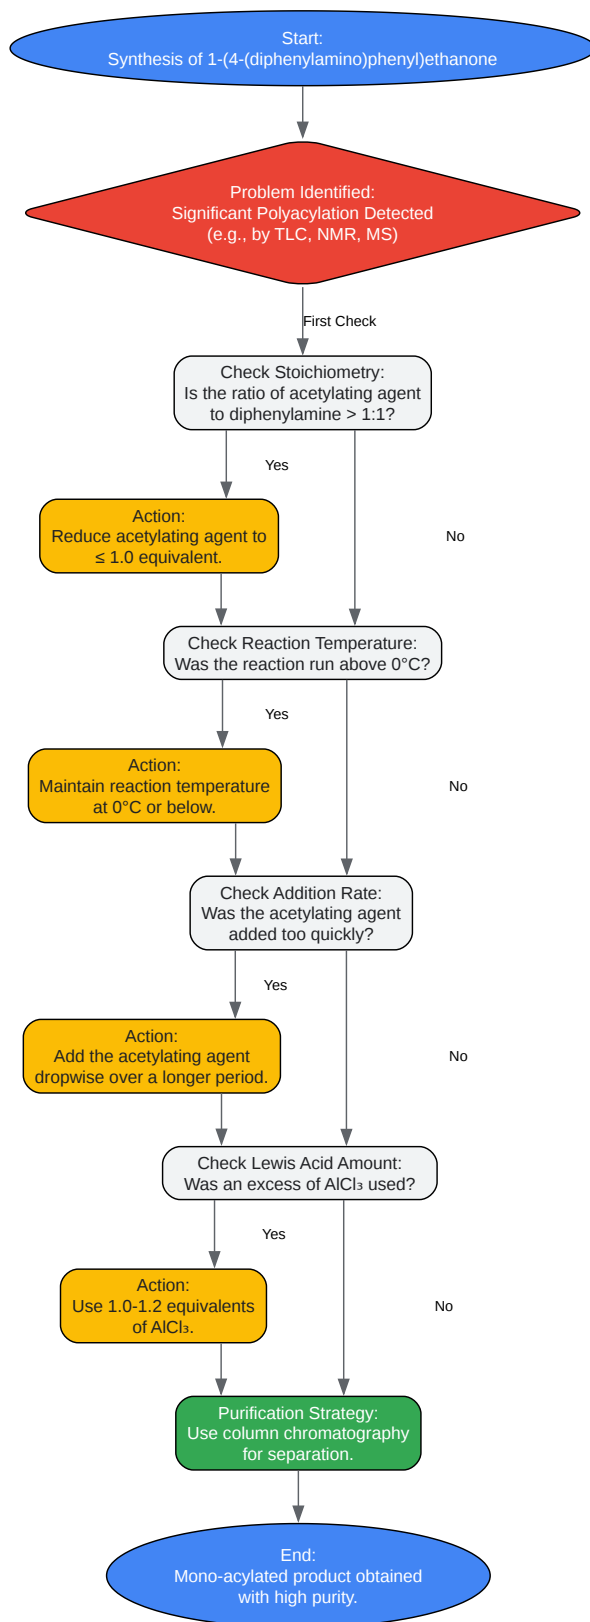 Start:
Synthesis of 1-(4-(diphenylamino)phenyl)ethanone
Problem Identified:
Significant Polyacylation Detected
(e.g., by TLC, NMR, MS)
First Check
Check Stoichiometry:
Is the ratio of acetylating agent
to diphenylamine > 1:1?
Yes
Action:
Reduce acetylating agent to
≤ 1.0 equivalent.
No
Check Reaction Temperature:
Was the reaction run above 0°C?
Yes
Action:
Maintain reaction temperature
at 0°C or below.
No
Check Addition Rate:
Was the acetylating agent
added too quickly?
Yes
Action:
Add the acetylating agent
dropwise over a longer period.
No
Check Lewis Acid Amount:
Was an excess of AlCl₃ used?
Yes
Action:
Use 1.0-1.2 equivalents
of AlCl₃.
No
Purification Strategy:
Use column chromatography
for separation.
End:
Mono-acylated product obtained
with high purity.